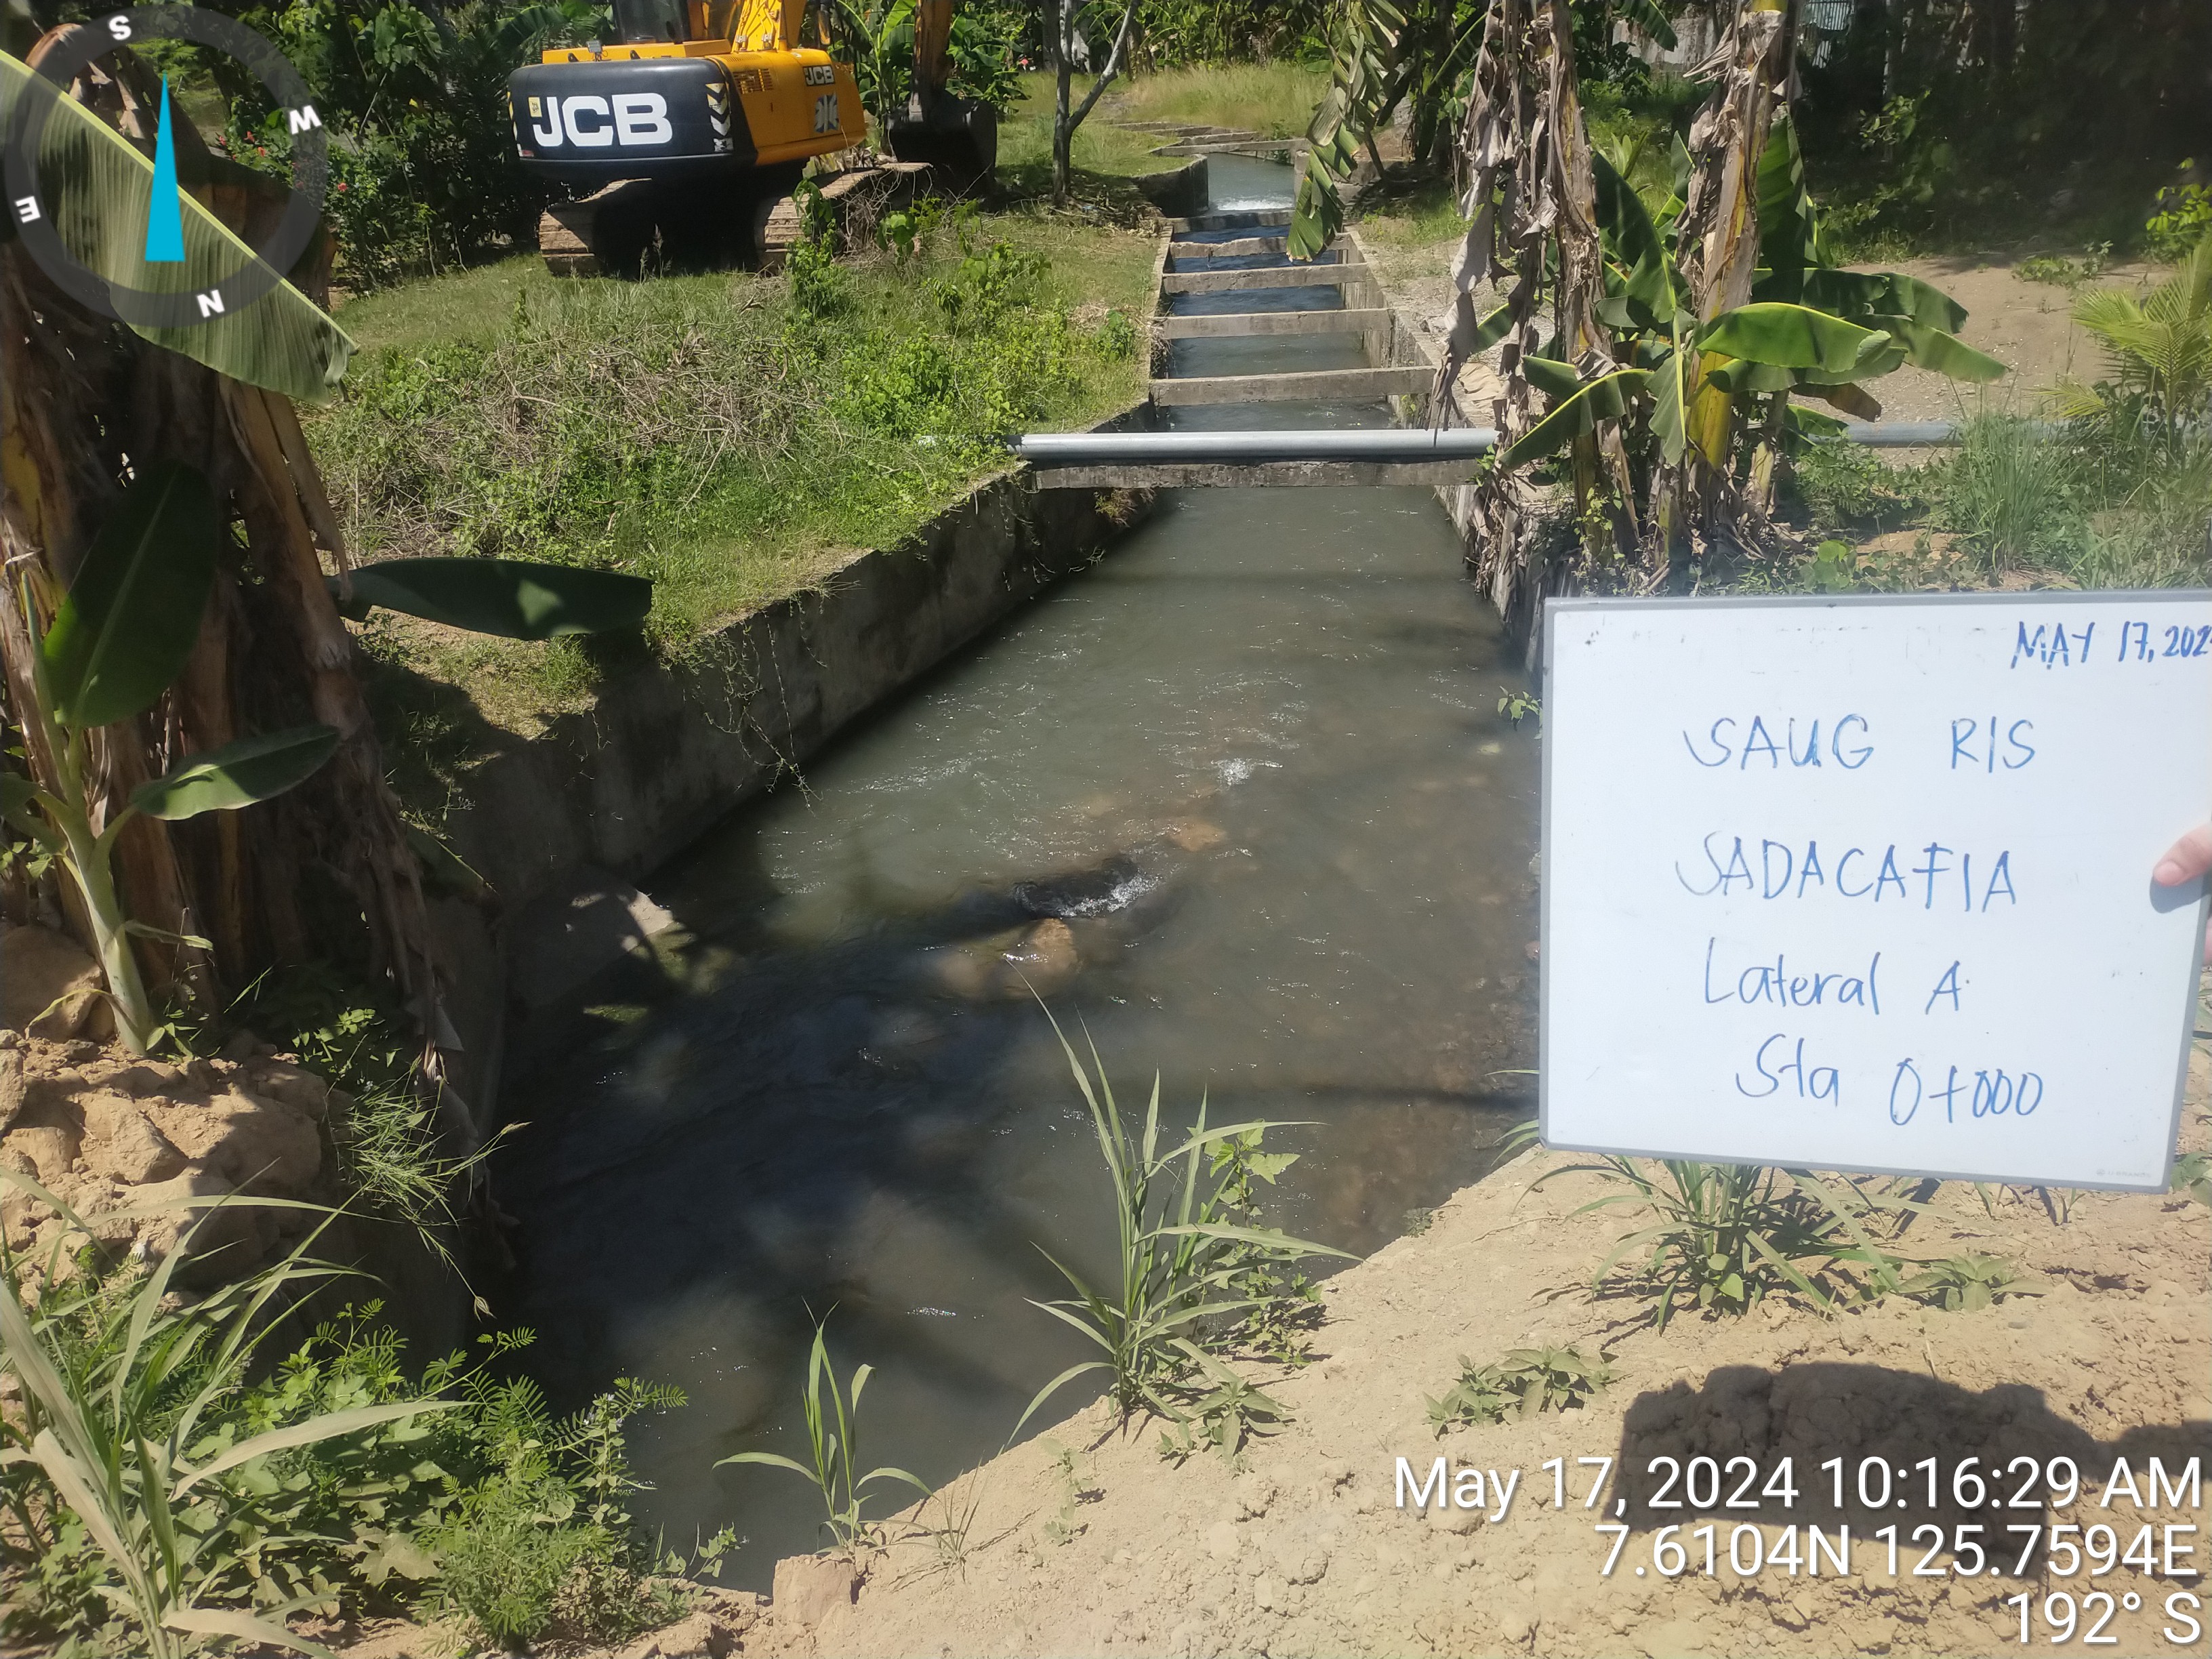 S
W
E
N
JCB
JCB
MAY 17, 202
SAUG RIS
SADACAFIA
Lateral A
Sta 0+000
May 17, 2024 10:16:29 AM
7.6104N 125.7594E
192° S